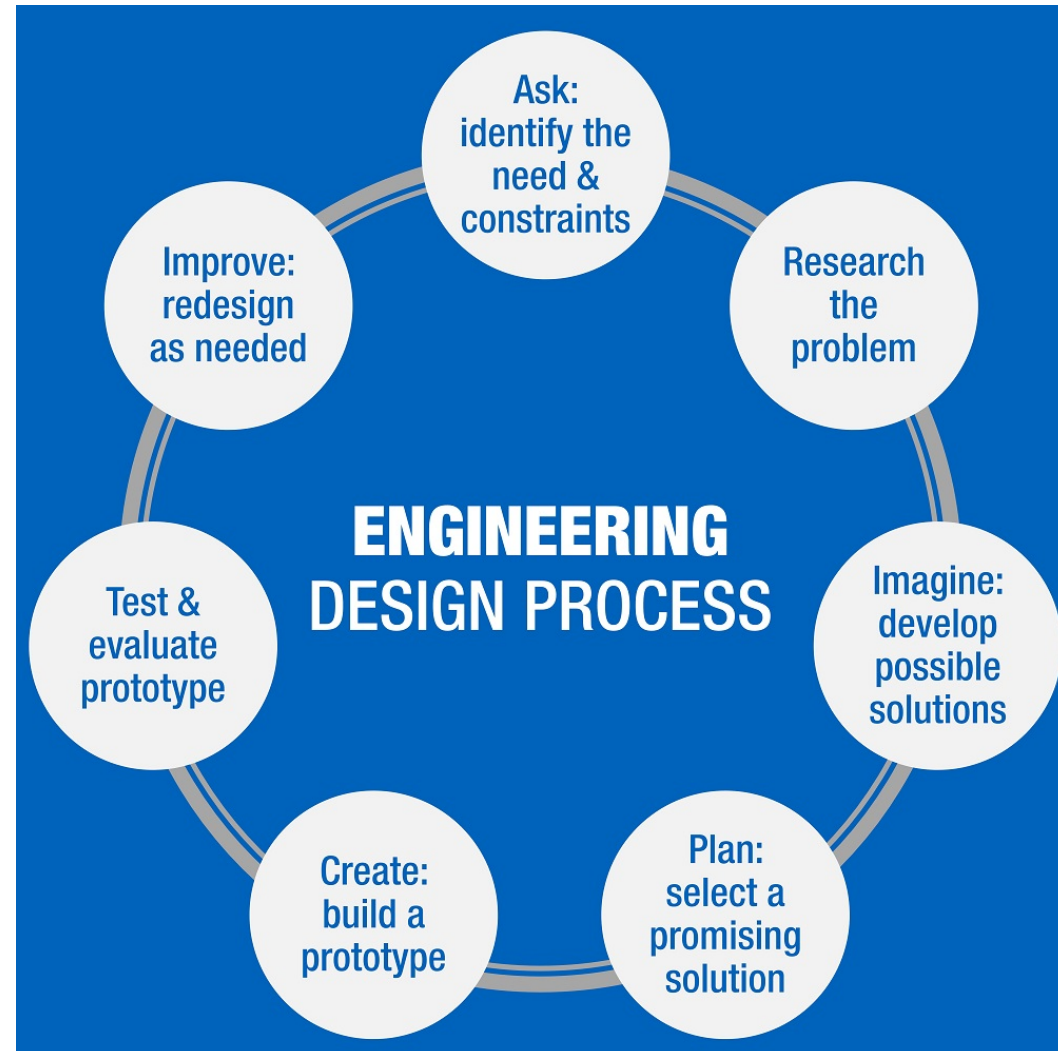 Ask:
identify the
need &
constraints
Research
the
problem
Imagine:
develop
possible
solutions
Plan:
select a
promising
solution
Create:
build a
prototype
Test &
evaluate
prototype
Improve:
redesign
as needed
ENGINEERING
DESIGN PROCESS